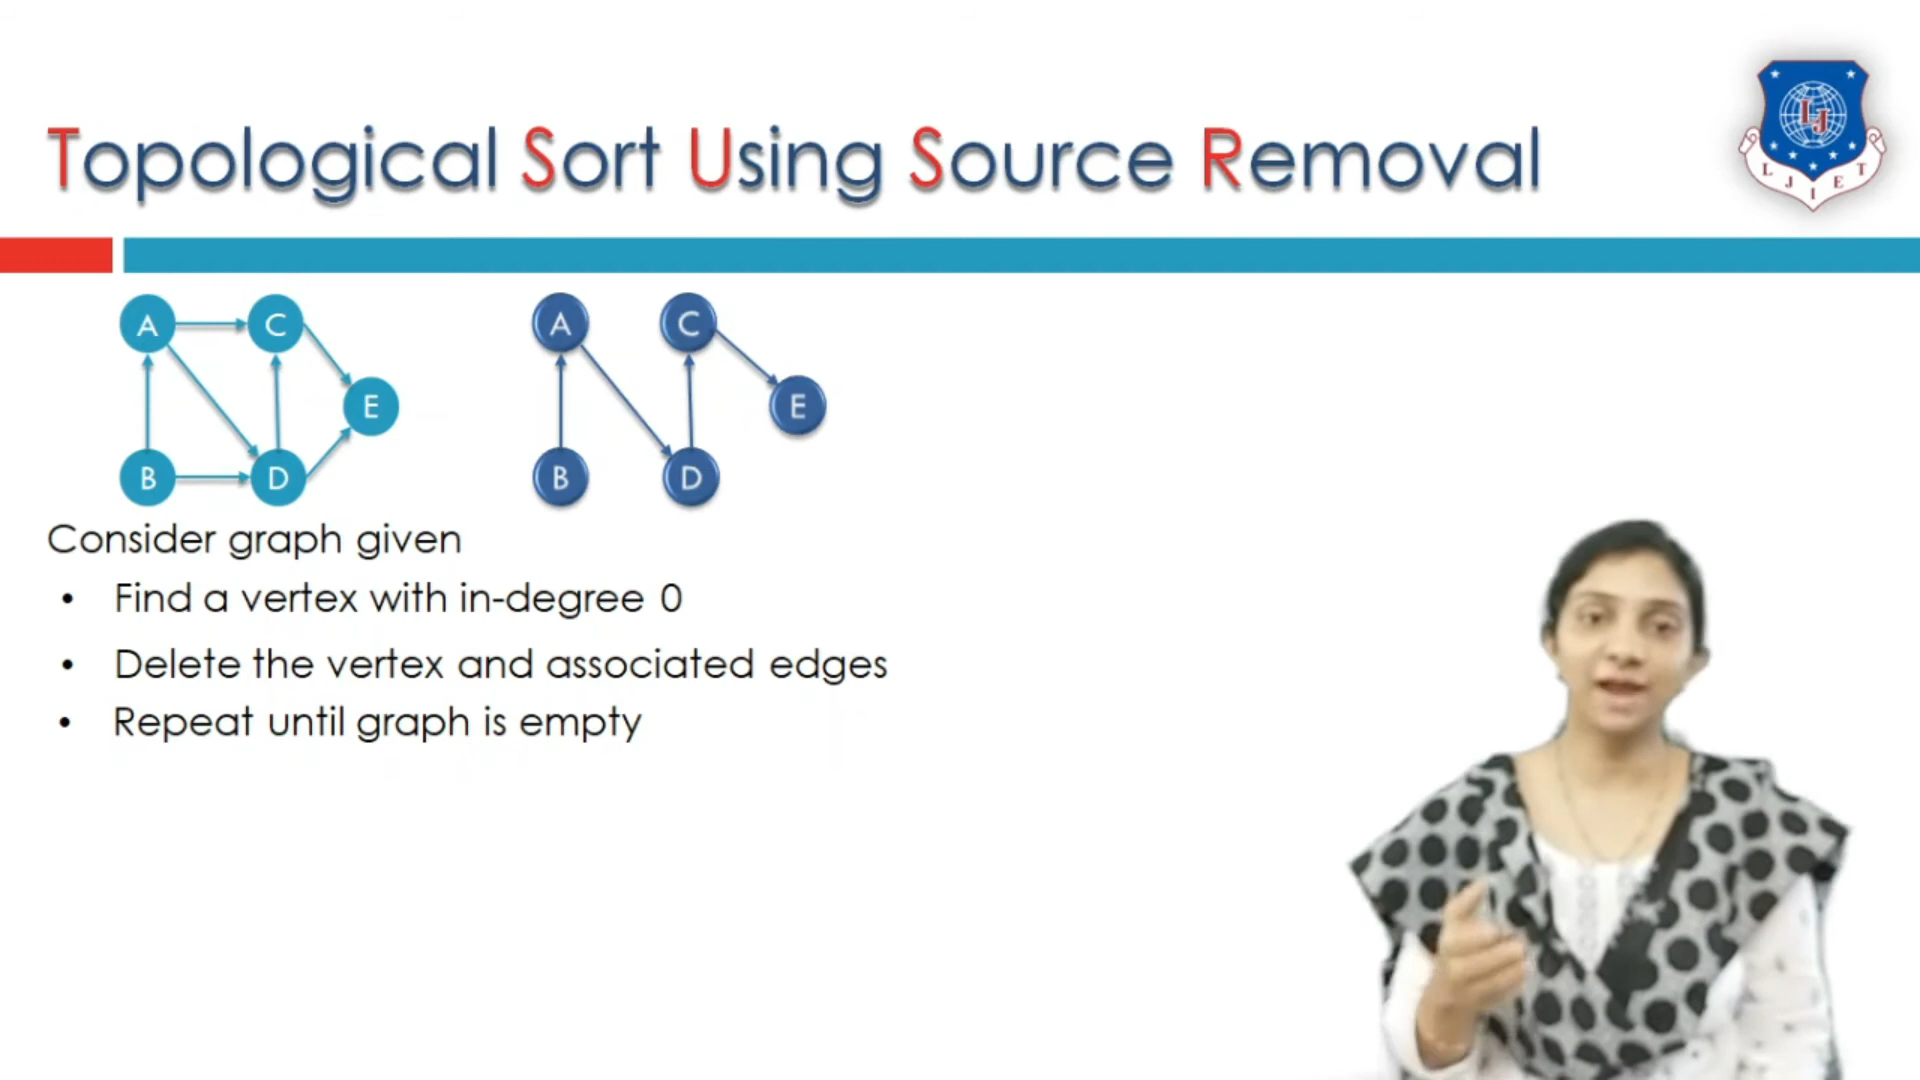 Topological Sort Using Source Removal
LJ
L J I E T
A C A C
E E
B D B D
Consider graph given
• Find a vertex with in-degree 0
• Delete the vertex and associated edges
• Repeat until graph is empty